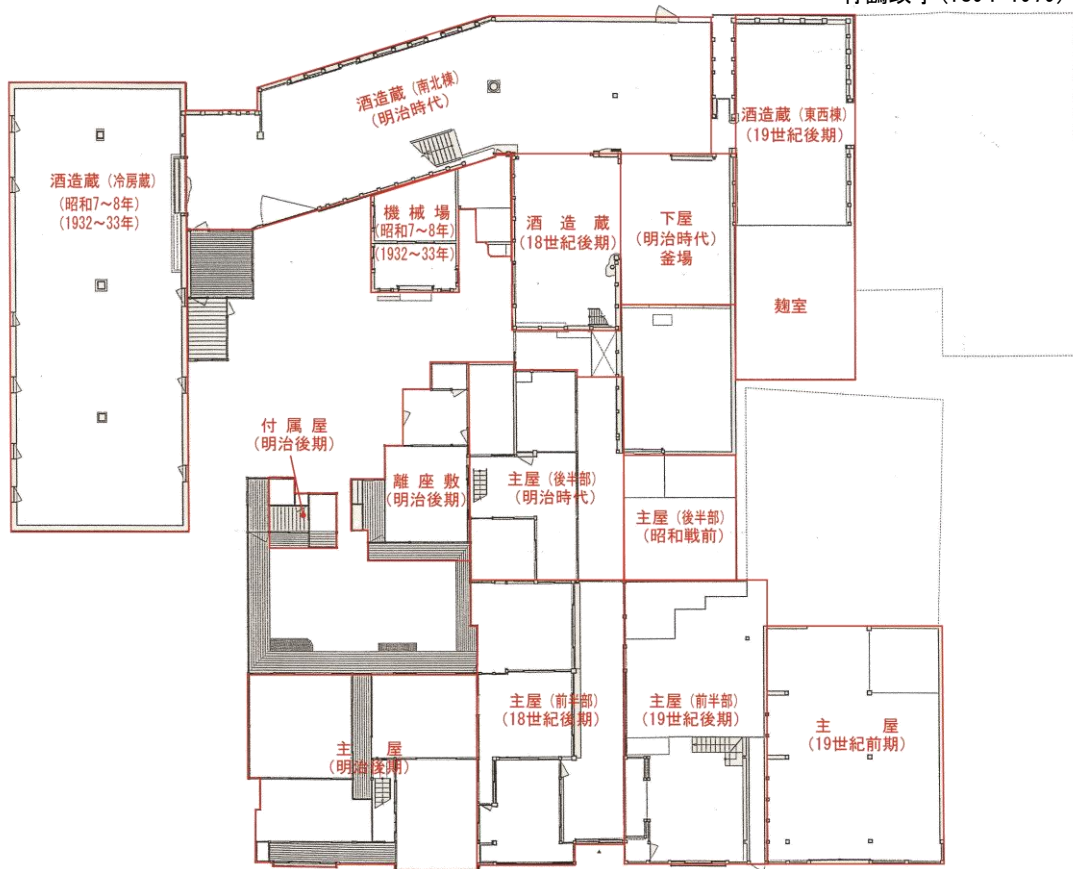 酒造蔵（南北棟）
（明治時代）
酒造蔵（東西棟）
（19世紀後期）
酒造蔵（冷房蔵）
（昭和7～8年）
（1932～33年）
機械場
（昭和7～8年）
（1932～33年）
酒造蔵
（18世紀後期）
下屋
（明治時代）
釜場
麹室
付属屋
（明治後期）
離座敷
（明治後期）
主屋（後半部）
（明治時代）
主屋（後半部）
（昭和戦前）
主屋（前半部）
（18世紀後期）
主屋（前半部）
（19世紀後期）
主屋
（19世紀前期）
主屋
（明治後期）